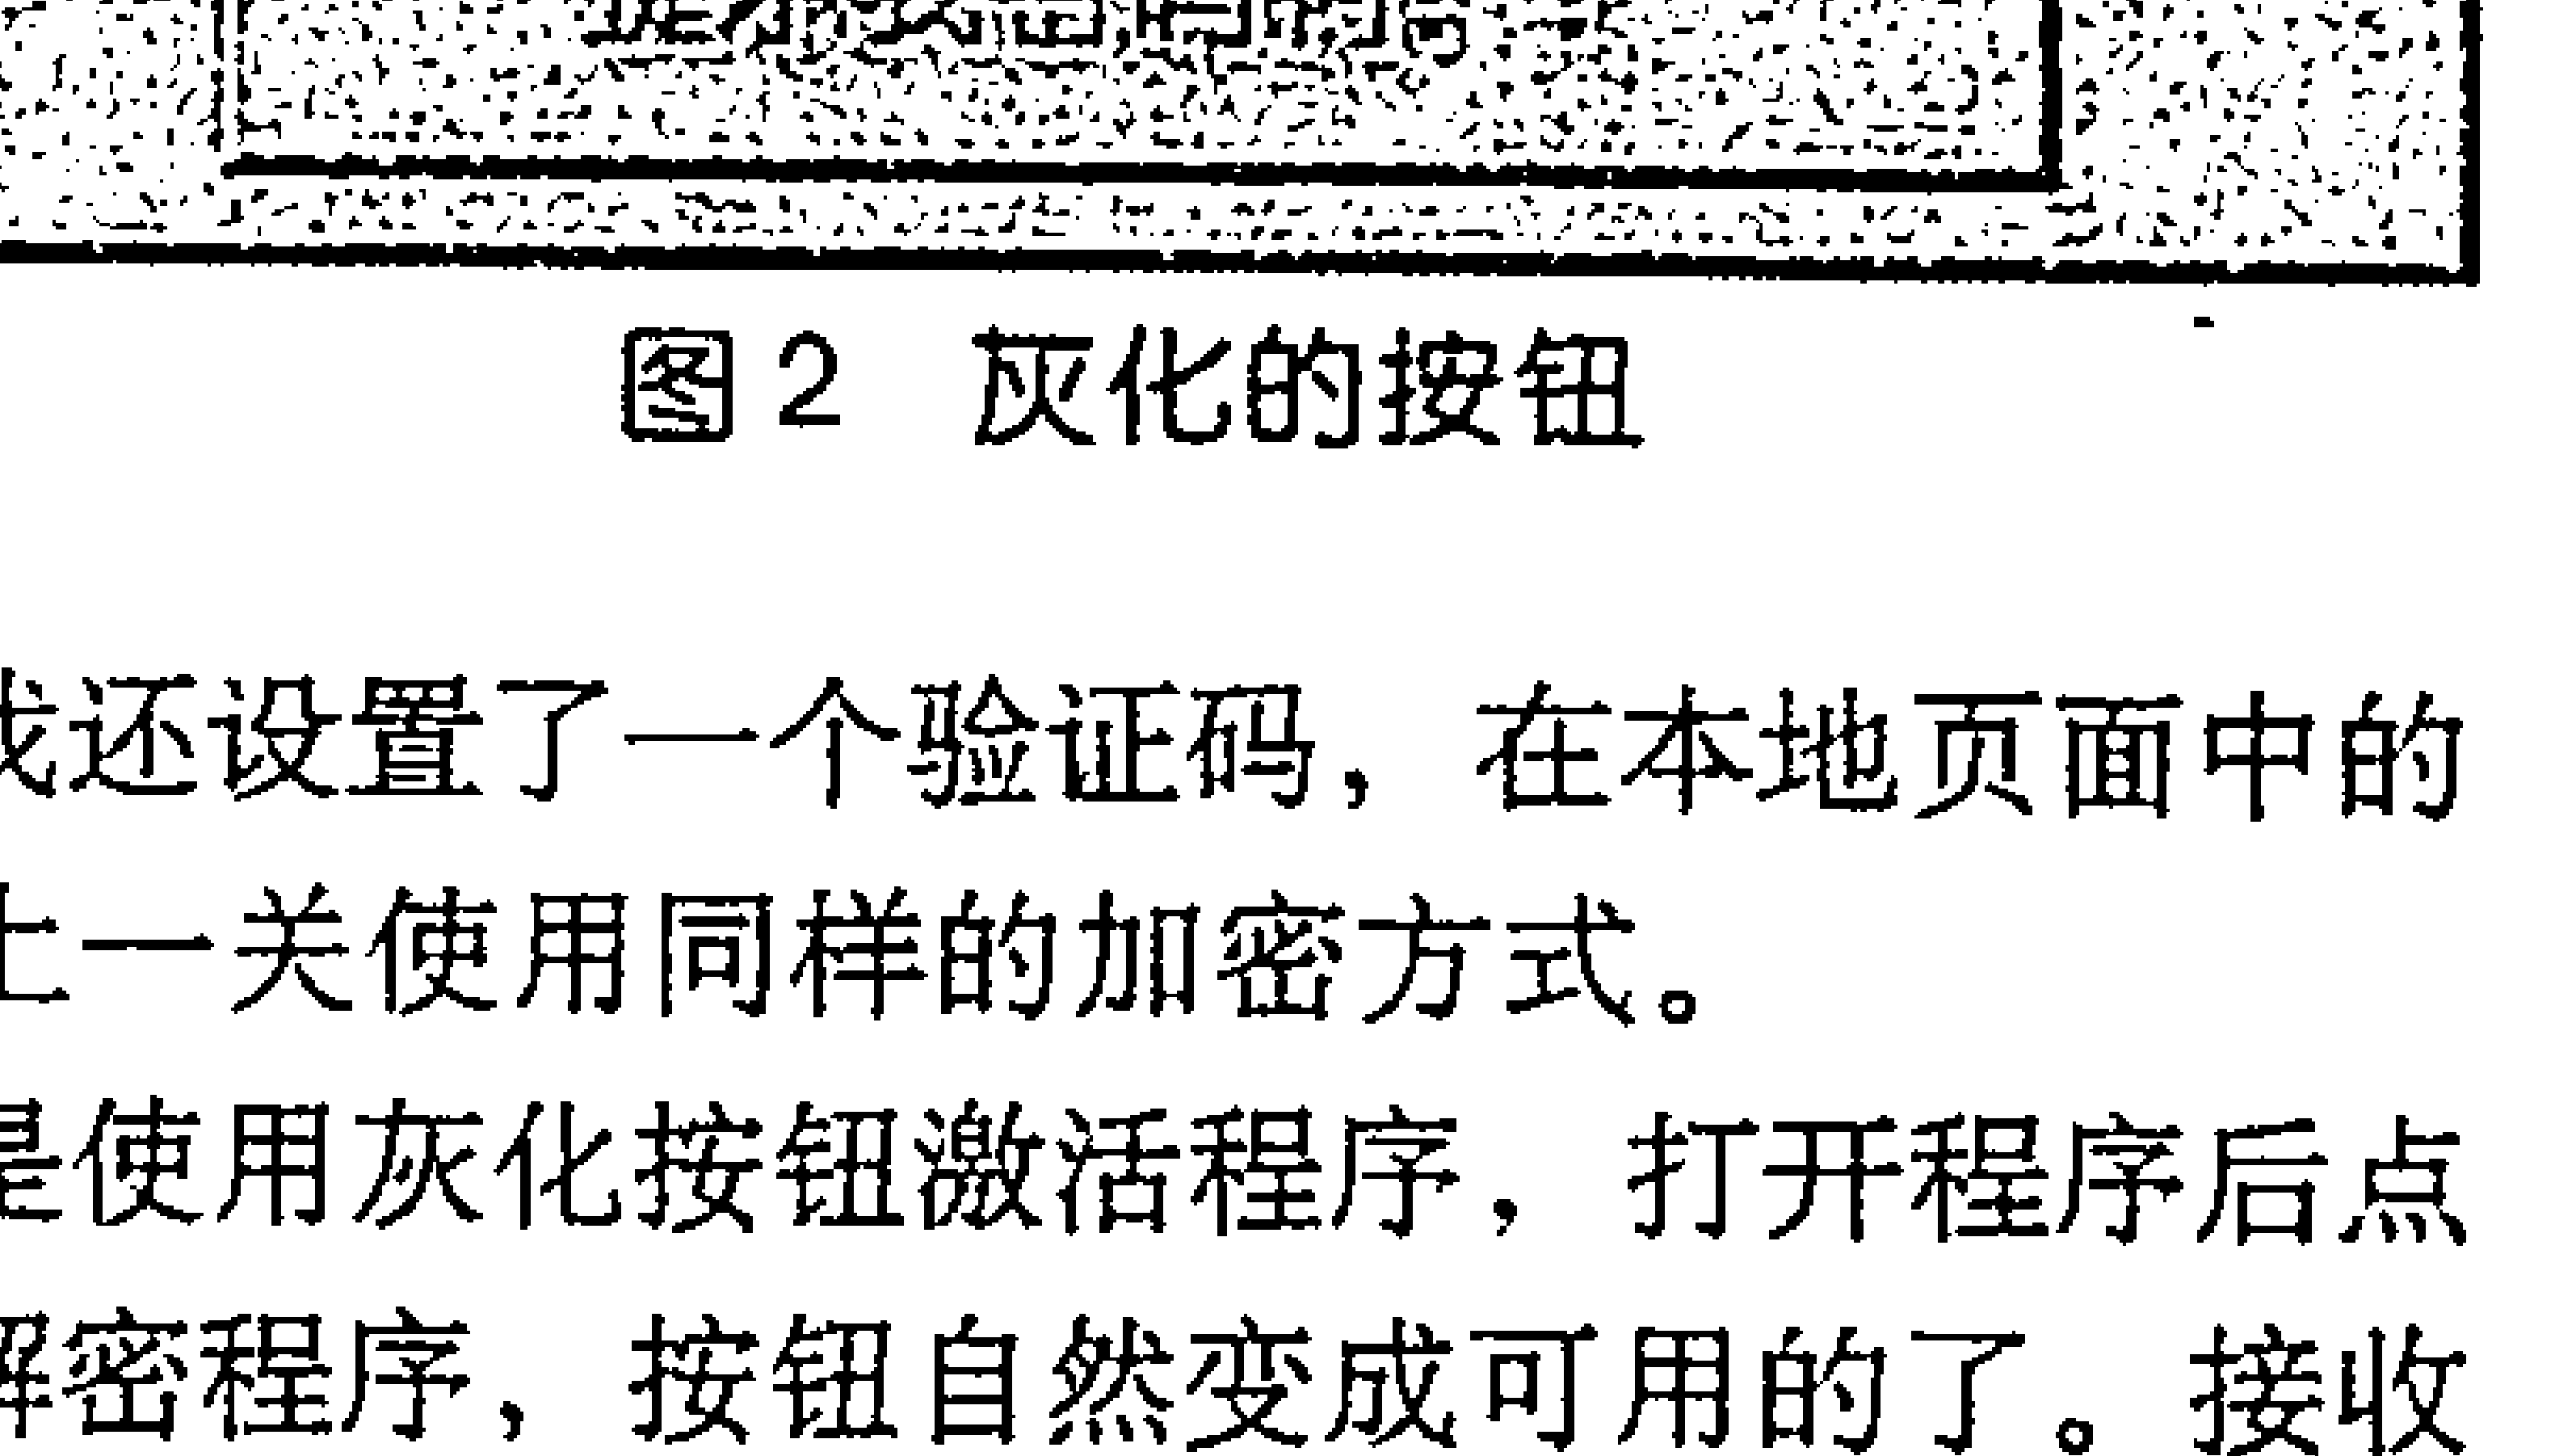 图2 灰化的按钮
我还设置了一个验证码，在本地页面中的
上一关使用同样的加密方式。
是使用灰化按钮激活程序，打开程序后点
解密程序，按钮自然变成可用的了。接收